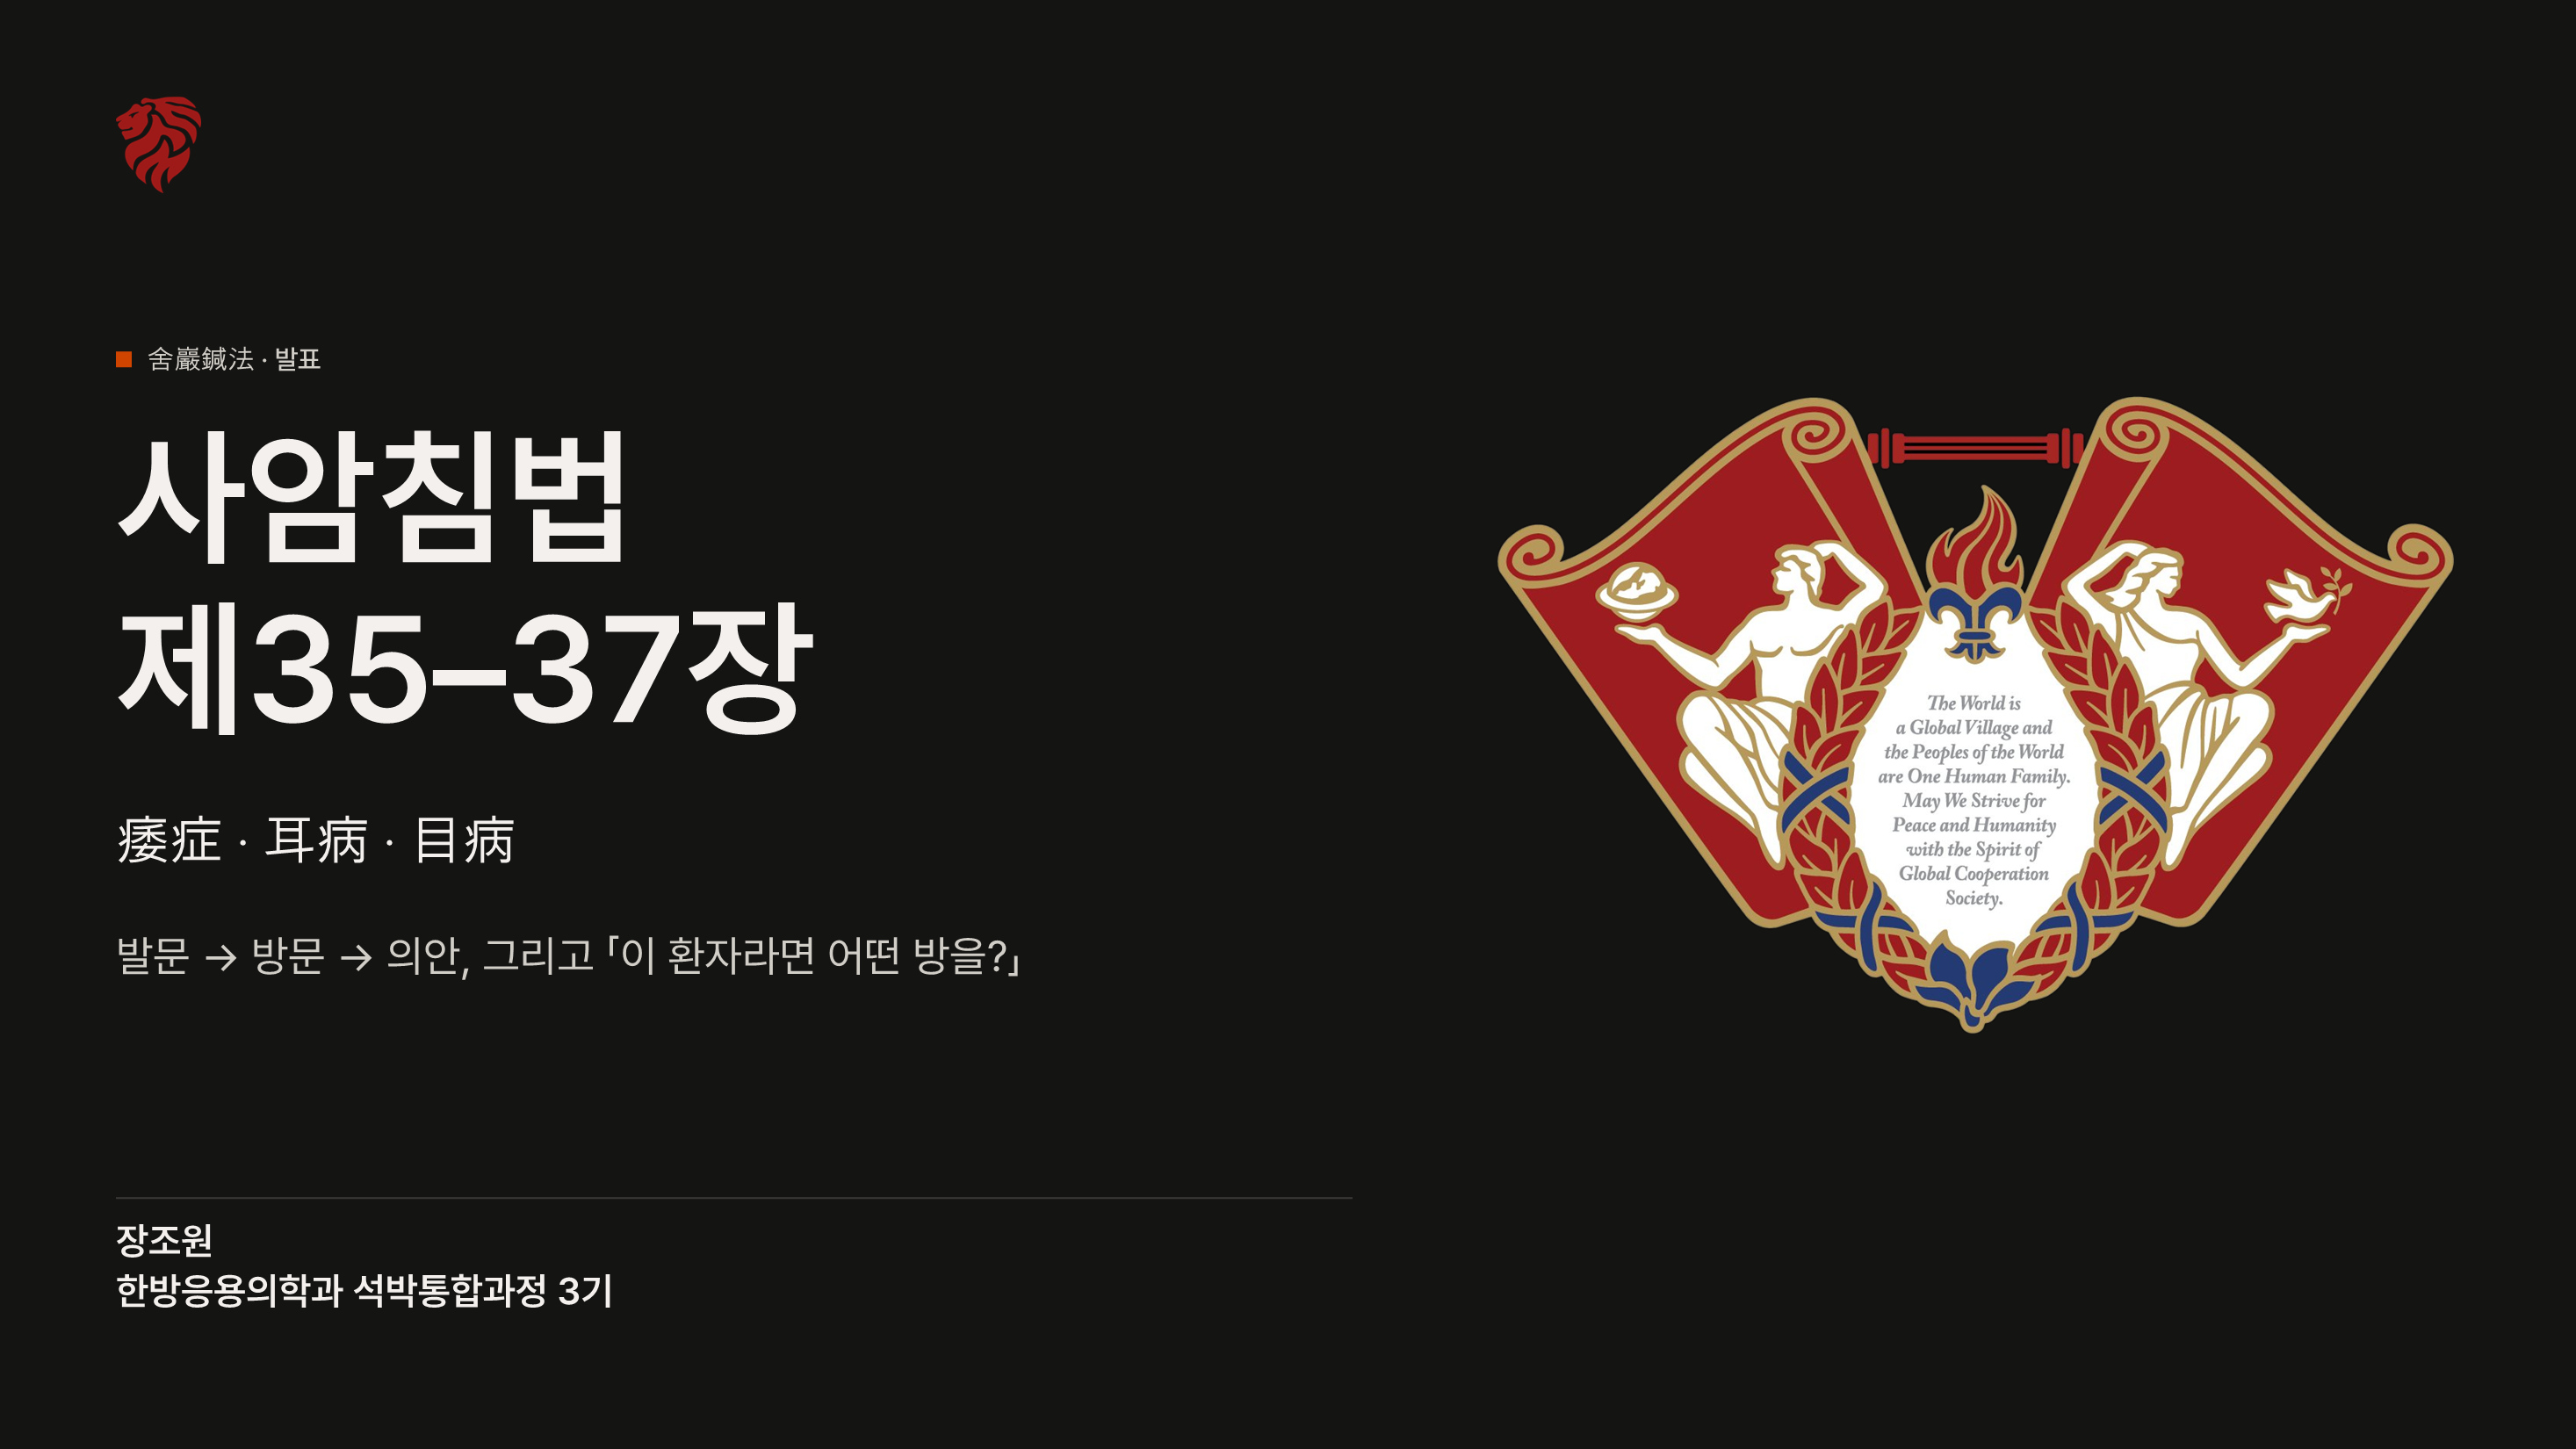 舍巖鍼法 · 발표
사암침법
제35–37장
痿症 · 耳病 · 目病
발문 → 방문 → 의안, 그리고 「이 환자라면 어떤 방을?」
장조원
한방응용의학과 석박통합과정 3기
The World is
a Global Village and
the Peoples of the World
are One Human Family.
May We Strive for
Peace and Humanity
with the Spirit of
Global Cooperation
Society.